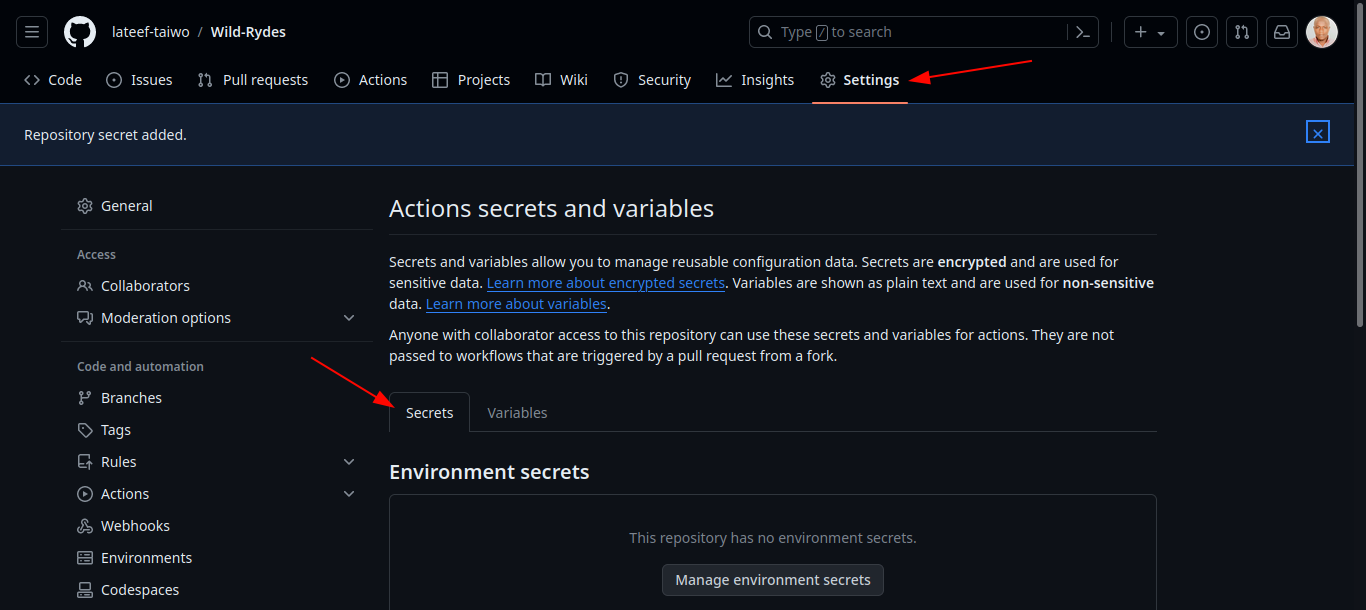 lateef-taiwo / Wild-Rydes
Type / to search
Code
Issues
Pull requests
Actions
Projects
Wiki
Security
Insights
Settings
Repository secret added.
General
Access
Collaborators
Moderation options
Code and automation
Branches
Tags
Rules
Actions
Webhooks
Environments
Codespaces
Actions secrets and variables
Secrets and variables allow you to manage reusable configuration data. Secrets are encrypted and are used for
sensitive data. Learn more about encrypted secrets. Variables are shown as plain text and are used for non-sensitive
data. Learn more about variables.
Anyone with collaborator access to this repository can use these secrets and variables for actions. They are not
passed to workflows that are triggered by a pull request from a fork.
Secrets
Variables
Environment secrets
This repository has no environment secrets.
Manage environment secrets